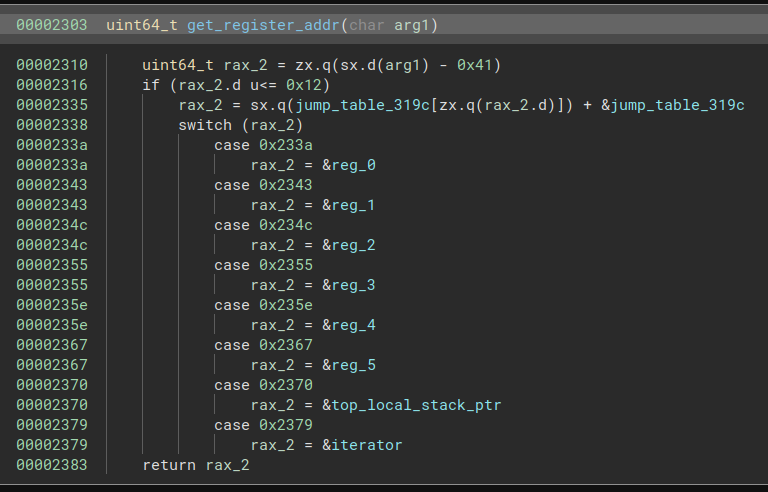 00002303 uint64_t get_register_addr(char arg1)
00002310 uint64_t rax_2 = zx.q(sx.d(arg1) - 0x41)
00002316 if (rax_2.d u<= 0x12)
00002335 rax_2 = sx.q(jump_table_319c[zx.q(rax_2.d)]) + &jump_table_319c
00002338 switch (rax_2)
0000233a case 0x233a
0000233a rax_2 = &reg_0
00002343 case 0x2343
00002343 rax_2 = &reg_1
0000234c case 0x234c
0000234c rax_2 = &reg_2
00002355 case 0x2355
00002355 rax_2 = &reg_3
0000235e case 0x235e
0000235e rax_2 = &reg_4
00002367 case 0x2367
00002367 rax_2 = &reg_5
00002370 case 0x2370
00002370 rax_2 = &top_local_stack_ptr
00002379 case 0x2379
00002379 rax_2 = &iterator
00002383 return rax_2